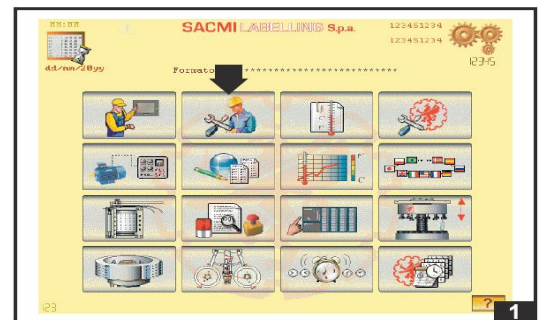 HH:MM
SACMI LABELLING S.p.a.
123451234
123451234
12345
dd/mm/20yy
Formato **************************
F°
C°
123
?
1